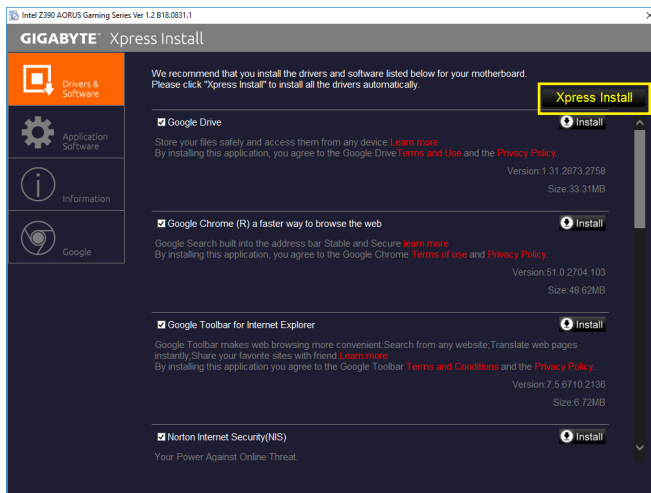 Intel Z390 AORUS Gaming Series Ver 1.2 B18.0831.1
GIGABYTE™ Xpress Install
Drivers &
Software
Application
Software
Information
Google
We recommend that you install the drivers and software listed below for your motherboard.
Please click "Xpress Install" to install all the drivers automatically.
Xpress Install
Google Drive
Install
Store your files safely and access them from any device.Learn more
By installing this application, you agree to the Google DriveTerms and Use and the Privacy Policy.
Version:1.31.2873.2758
Size:33.31MB
Google Chrome (R) a faster way to browse the web
Install
Google Search built into the address bar Stable and Secure learn more
By installing this application, you agree to the Google Chrome Terms of use and Privacy Policy.
Version:51.0.2704.103
Size:48.62MB
Google Toolbar for Internet Explorer
Install
Google Toolbar makes web browsing more convenient:Search from any website;Translate web pages
instantly;Share your favorite sites with friend.Learn more
By installing this application you agree to the Google Toolbar Terms and Conditions and the Privacy Policy.
Version:7.5.6710.2136
Size:6.72MB
Norton Internet Security(NIS)
Install
Your Power Against Online Threat.